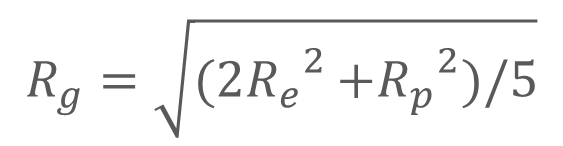 R_g = √((2R_e² + R_p²)/5)